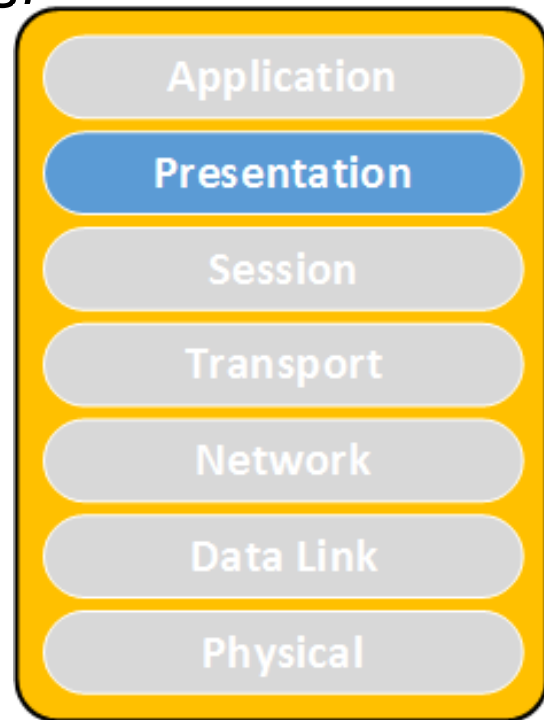 Application
Presentation
Session
Transport
Network
Data Link
Physical